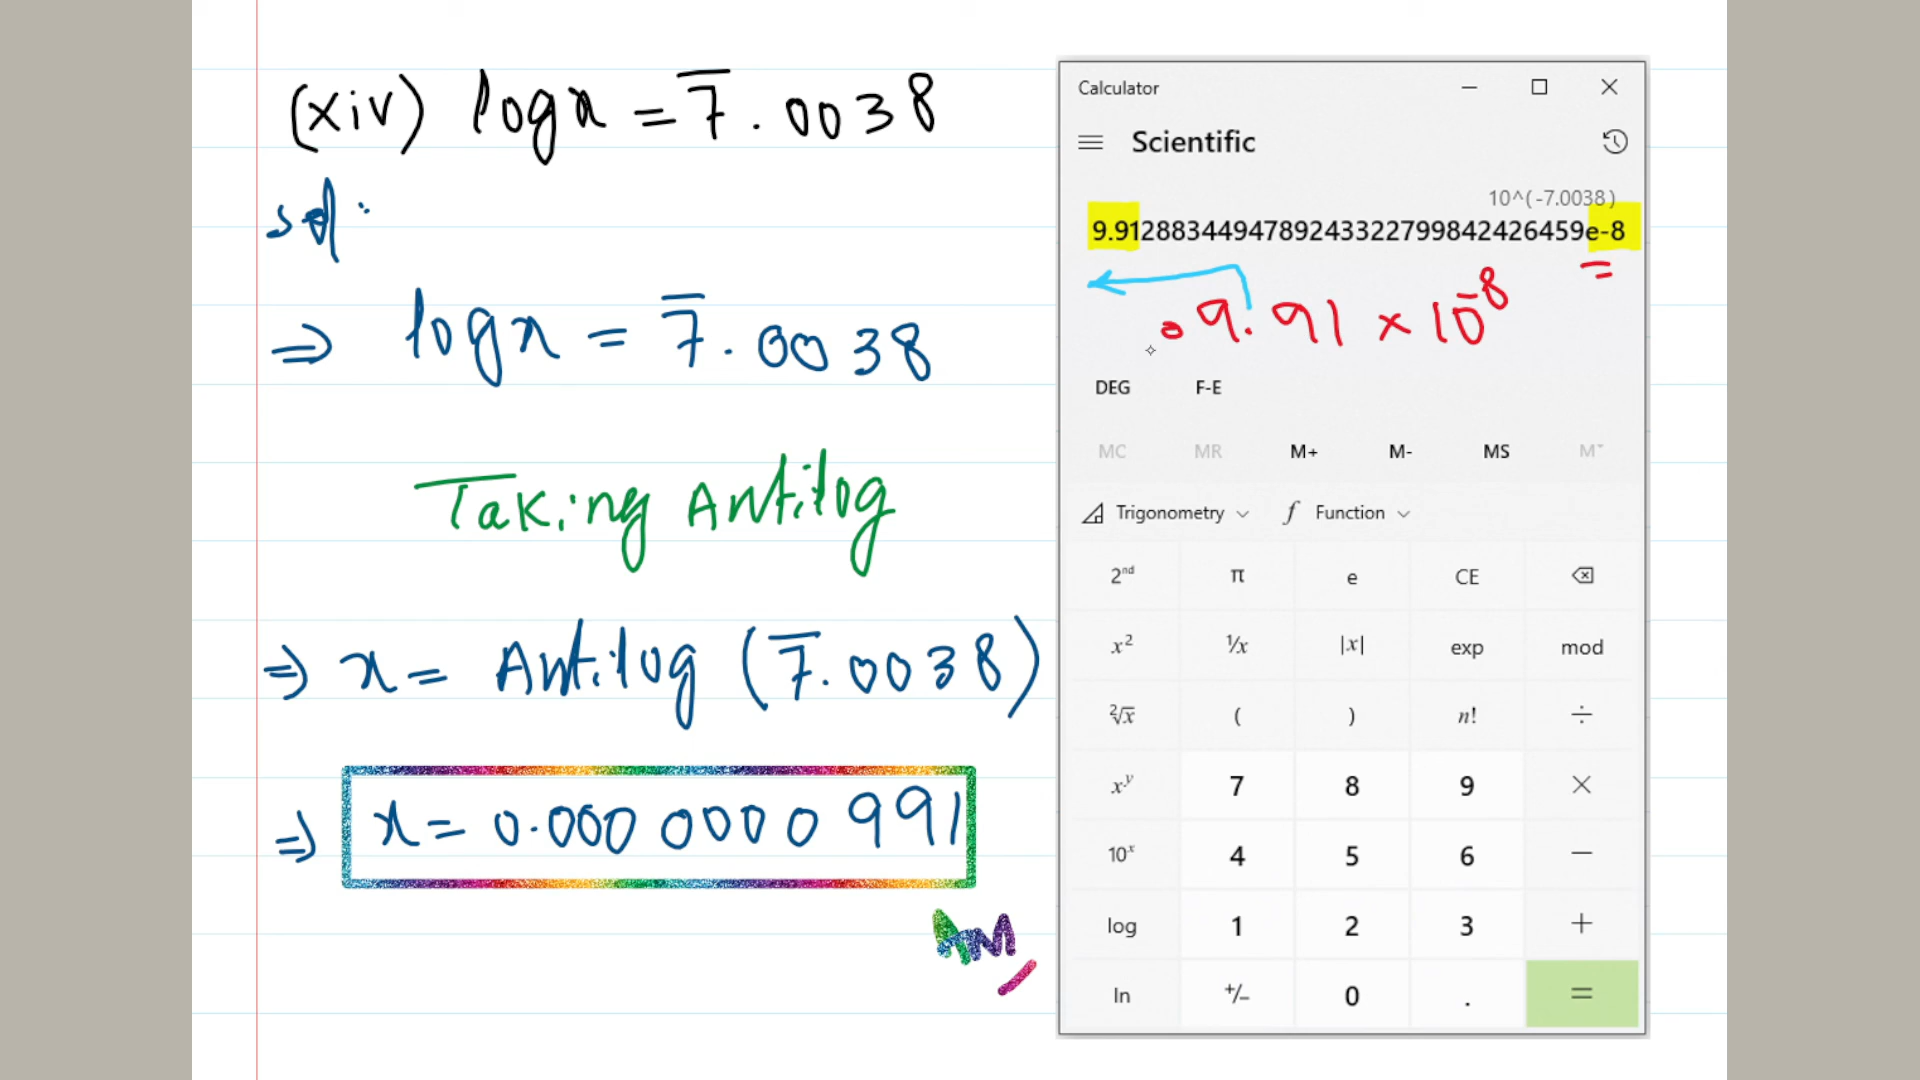 (xiv) log x = 7̅.0038
sol:
⇒ log x = 7̅.0038
Taking Antilog
⇒ x = Antilog (7̅.0038)
⇒ x = 0.0000000991
Calculator
Scientific
10^(-7.0038)
9.9128834494789243322799842426459e-8
09.91 × 10⁻⁸ =
DEG F-E
MC MR M+ M- MS M˅
Trigonometry f Function
2nd π e CE
x² ¹/x |x| exp mod
²√x ( ) n! ÷
xʸ 7 8 9 ×
10ˣ 4 5 6 −
log 1 2 3 +
ln +/− 0 . =